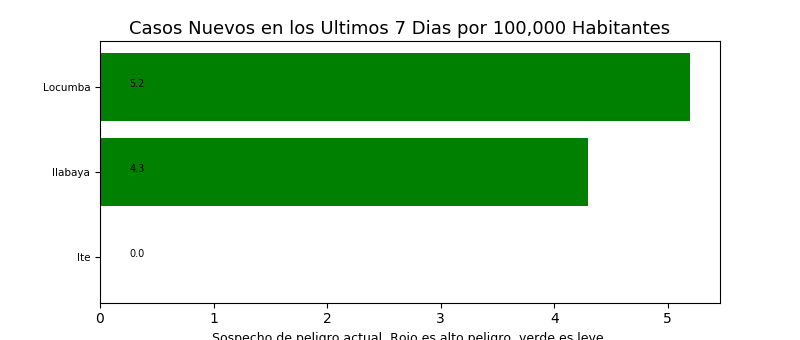 Casos Nuevos en los Ultimos 7 Dias por 100,000 Habitantes
Locumba
5.2
Ilabaya
4.3
Ite
0.0
0 1 2 3 4 5
Sospecho de peligro actual. Rojo es alto peligro, verde es leve